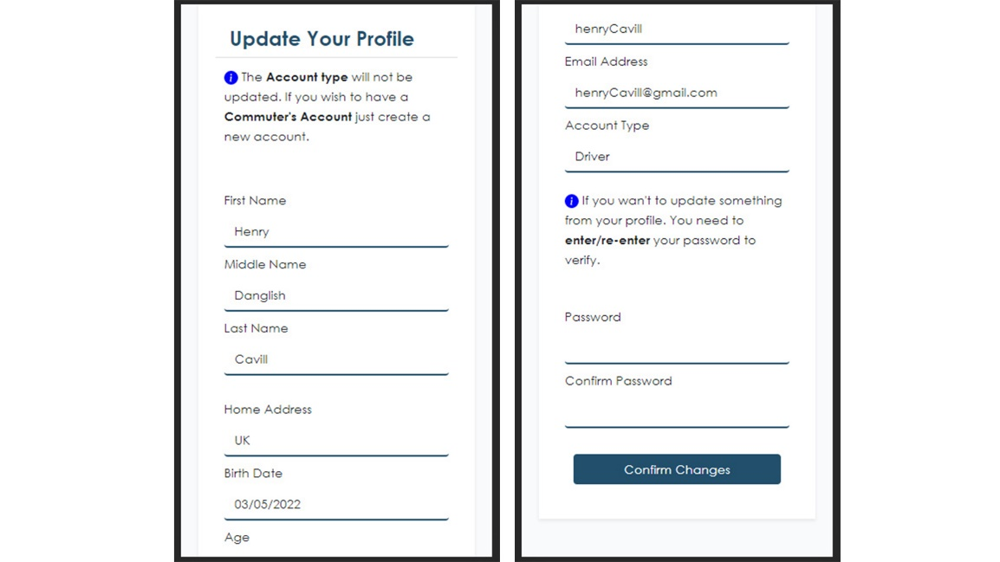 Update Your Profile
i The Account type will not be
updated. If you wish to have a
Commuter's Account just create a
new account.
First Name
Henry
Middle Name
Danglish
Last Name
Cavill
Home Address
UK
Birth Date
03/05/2022
Age
henryCavill
Email Address
henryCavill@gmail.com
Account Type
Driver
i If you wan't to update something
from your profile. You need to
enter/re-enter your password to
verify.
Password
Confirm Password
Confirm Changes